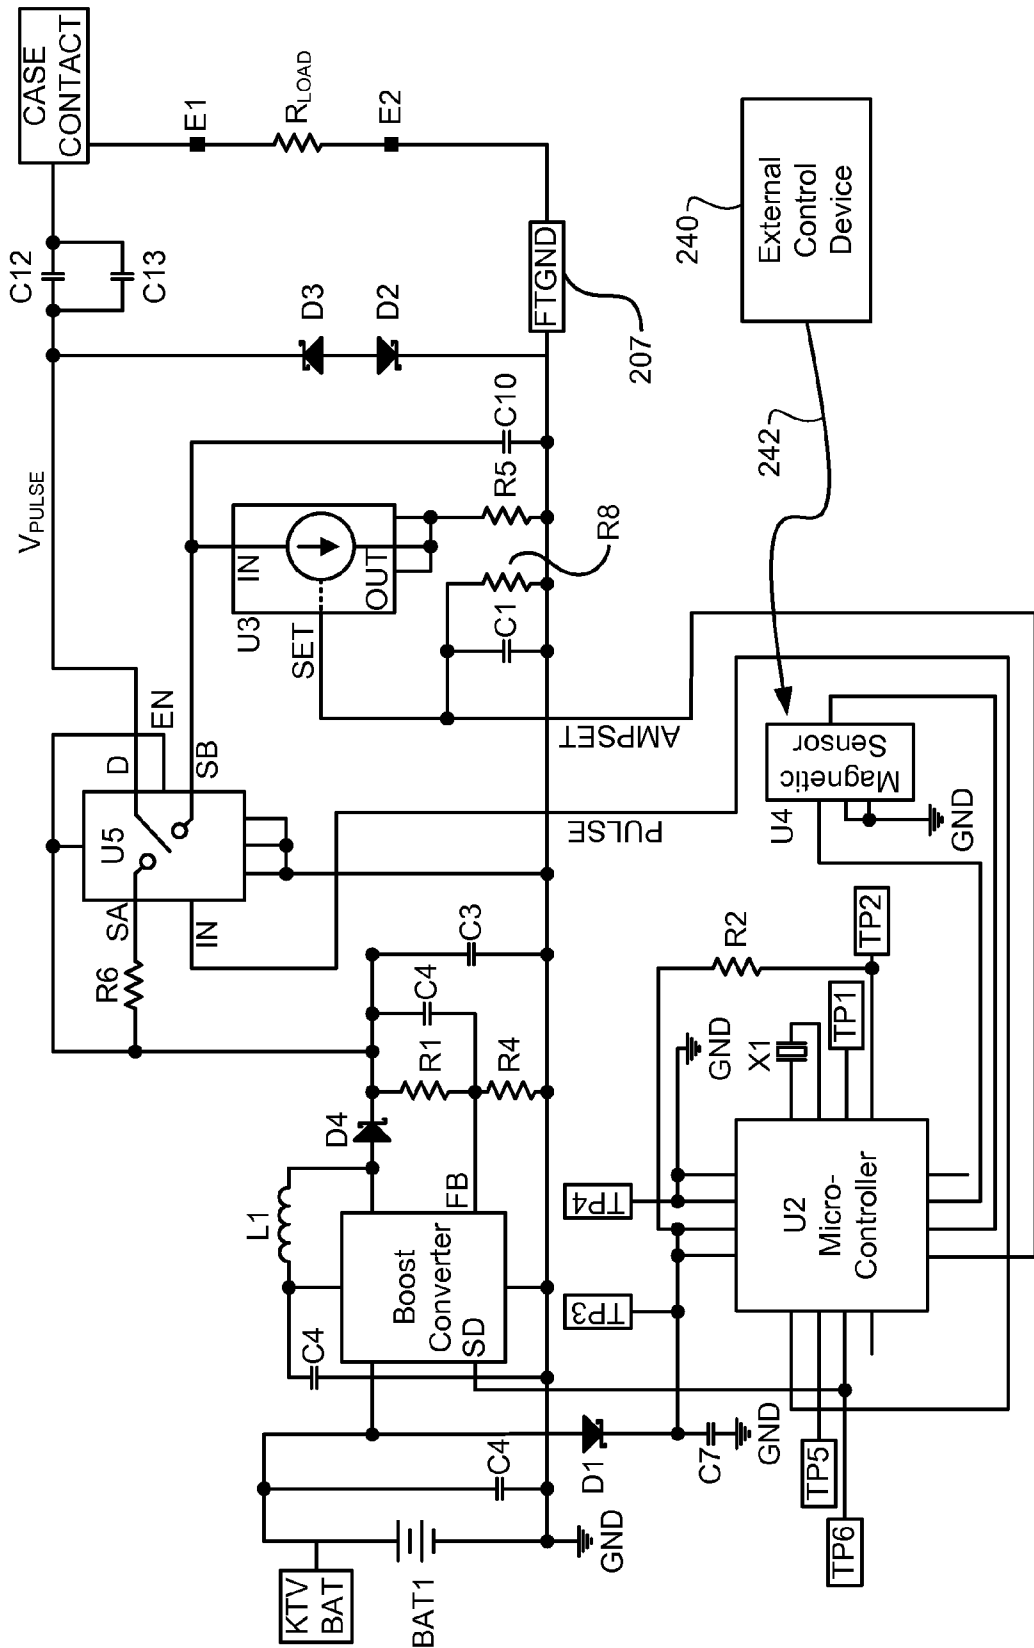 CASE
CONTACT
E1
R_LOAD
E2
C12
C13
D3
D2
FTGND
207
V_PULSE
C10
R5
R8
C1
U3
IN
OUT
SET
AMPSET
EN
D
SB
U5
SA
IN
R6
PULSE
C3
C4
R1
R4
D4
L1
FB
Boost
Converter
SD
C4
C4
KTV
BAT
BAT1
GND
D1
C7
GND
TP3
TP4
GND
R2
X1
TP1
TP2
U2
Micro-
Controller
TP5
TP6
U4
Magnetic
Sensor
GND
240
External
Control
Device
242